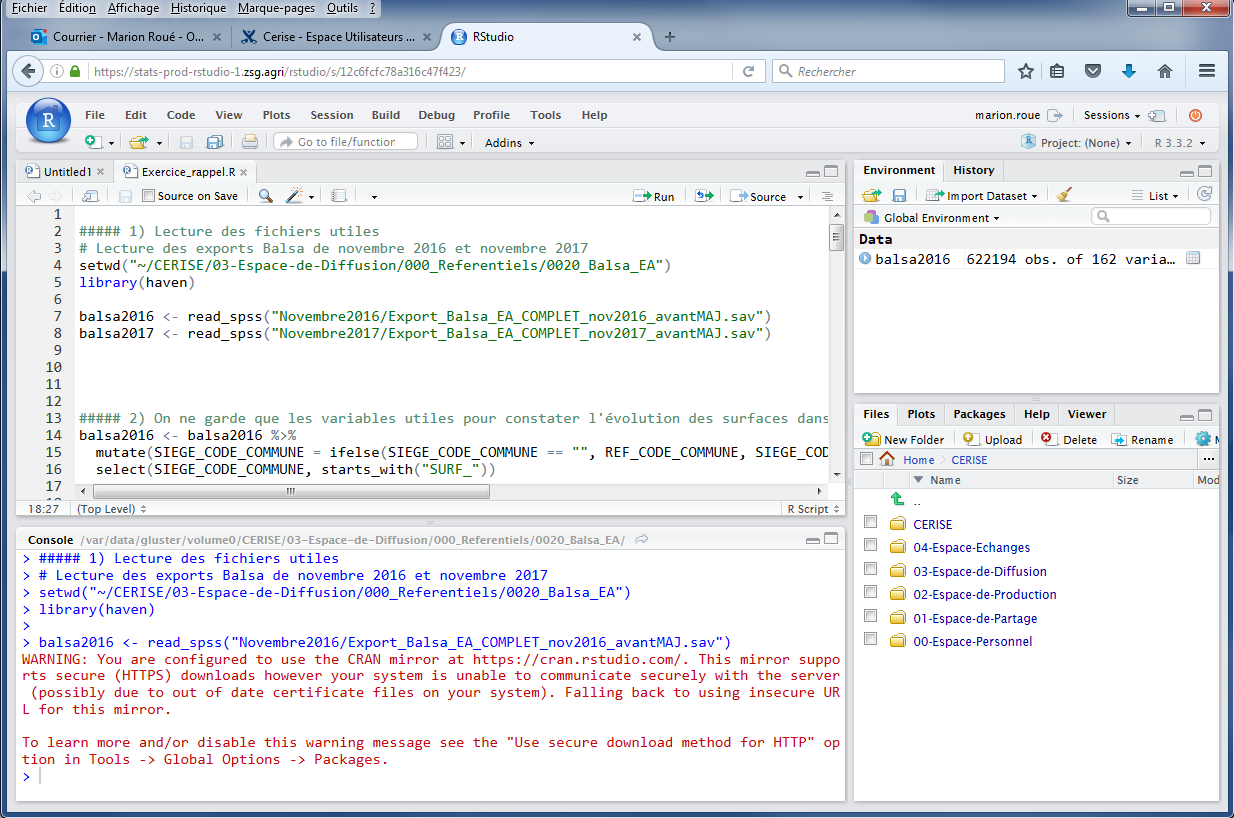 Fichier Édition Affichage Historique Marque-pages Outils ?
Courrier - Marion Roué - O...
Cerise - Espace Utilisateurs ...
RStudio
https://stats-prod-rstudio-1.zsg.agri/rstudio/s/12c6fcfc78a316c47f423/
Rechercher
File Edit Code View Plots Session Build Debug Profile Tools Help
marion.roue
Sessions
Go to file/function
Addins
Project: (None)
R 3.3.2
Untitled1
Exercice_rappel.R
Source on Save
Run
Source
1
2 ##### 1) Lecture des fichiers utiles
3 # Lecture des exports Balsa de novembre 2016 et novembre 2017
4 setwd("~/CERISE/03-Espace-de-Diffusion/000_Referentiels/0020_Balsa_EA")
5 library(haven)
6
7 balsa2016 <- read_spss("Novembre2016/Export_Balsa_EA_COMPLET_nov2016_avantMAJ.sav")
8 balsa2017 <- read_spss("Novembre2017/Export_Balsa_EA_COMPLET_nov2017_avantMAJ.sav")
9
10
11
12
13 ##### 2) On ne garde que les variables utiles pour constater l'évolution des surfaces dans
14 balsa2016 <- balsa2016 %>%
15 mutate(SIEGE_CODE_COMMUNE = ifelse(SIEGE_CODE_COMMUNE == "", REF_CODE_COMMUNE, SIEGE_COD
16 select(SIEGE_CODE_COMMUNE, starts_with("SURF_"))
17
18:27 (Top Level)
R Script
Console /var/data/gluster/volume0/CERISE/03-Espace-de-Diffusion/000_Referentiels/0020_Balsa_EA/
> ##### 1) Lecture des fichiers utiles
> # Lecture des exports Balsa de novembre 2016 et novembre 2017
> setwd("~/CERISE/03-Espace-de-Diffusion/000_Referentiels/0020_Balsa_EA")
> library(haven)
>
> balsa2016 <- read_spss("Novembre2016/Export_Balsa_EA_COMPLET_nov2016_avantMAJ.sav")
WARNING: You are configured to use the CRAN mirror at https://cran.rstudio.com/. This mirror suppo
rts secure (HTTPS) downloads however your system is unable to communicate securely with the server
(possibly due to out of date certificate files on your system). Falling back to using insecure UR
L for this mirror.
To learn more and/or disable this warning message see the "Use secure download method for HTTP" op
tion in Tools -> Global Options -> Packages.
>
Environment History
Import Dataset
List
Global Environment
Data
balsa2016 622194 obs. of 162 varia...
Files Plots Packages Help Viewer
New Folder Upload Delete Rename M
Home CERISE ...
Name Size Mod
..
CERISE
04-Espace-Echanges
03-Espace-de-Diffusion
02-Espace-de-Production
01-Espace-de-Partage
00-Espace-Personnel